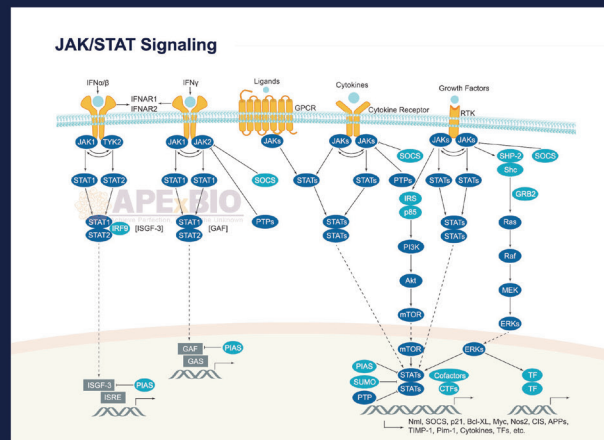 JAK/STAT Signaling
IFNα/β
IFNγ
Ligands
Cytokines
Growth Factors
IFNAR1
IFNAR2
GPCR
Cytokine Receptor
RTK
JAK1
TYK2
JAK1
JAK2
JAKs
JAKs
JAKs
JAKs
JAKs
SHP-2
SOCS
SOCS
Shc
STAT1
STAT2
STAT1
STAT1
SOCS
STATs
STATs
PTPs
STATs
STATs
GRB2
IRS
p85
APExBIO
STAT1
STAT2
IRF9
[ISGF-3]
STAT1
STAT2
[GAF]
PTPs
STATs
STATs
STATs
STATs
Ras
PI3K
Raf
Akt
MEK
mTOR
ERKs
GAF
PIAS
GAS
mTOR
ERKs
ISGF-3
PIAS
ISRE
PIAS
SUMO
PTP
STATs
STATs
Cofactors
CTFs
TF
TF
NmI, SOCS, p21, Bcl-XL, Myc, Nos2, CIS, APPs,
TIMP-1, Pim-1, Cytokines, TFs, etc.